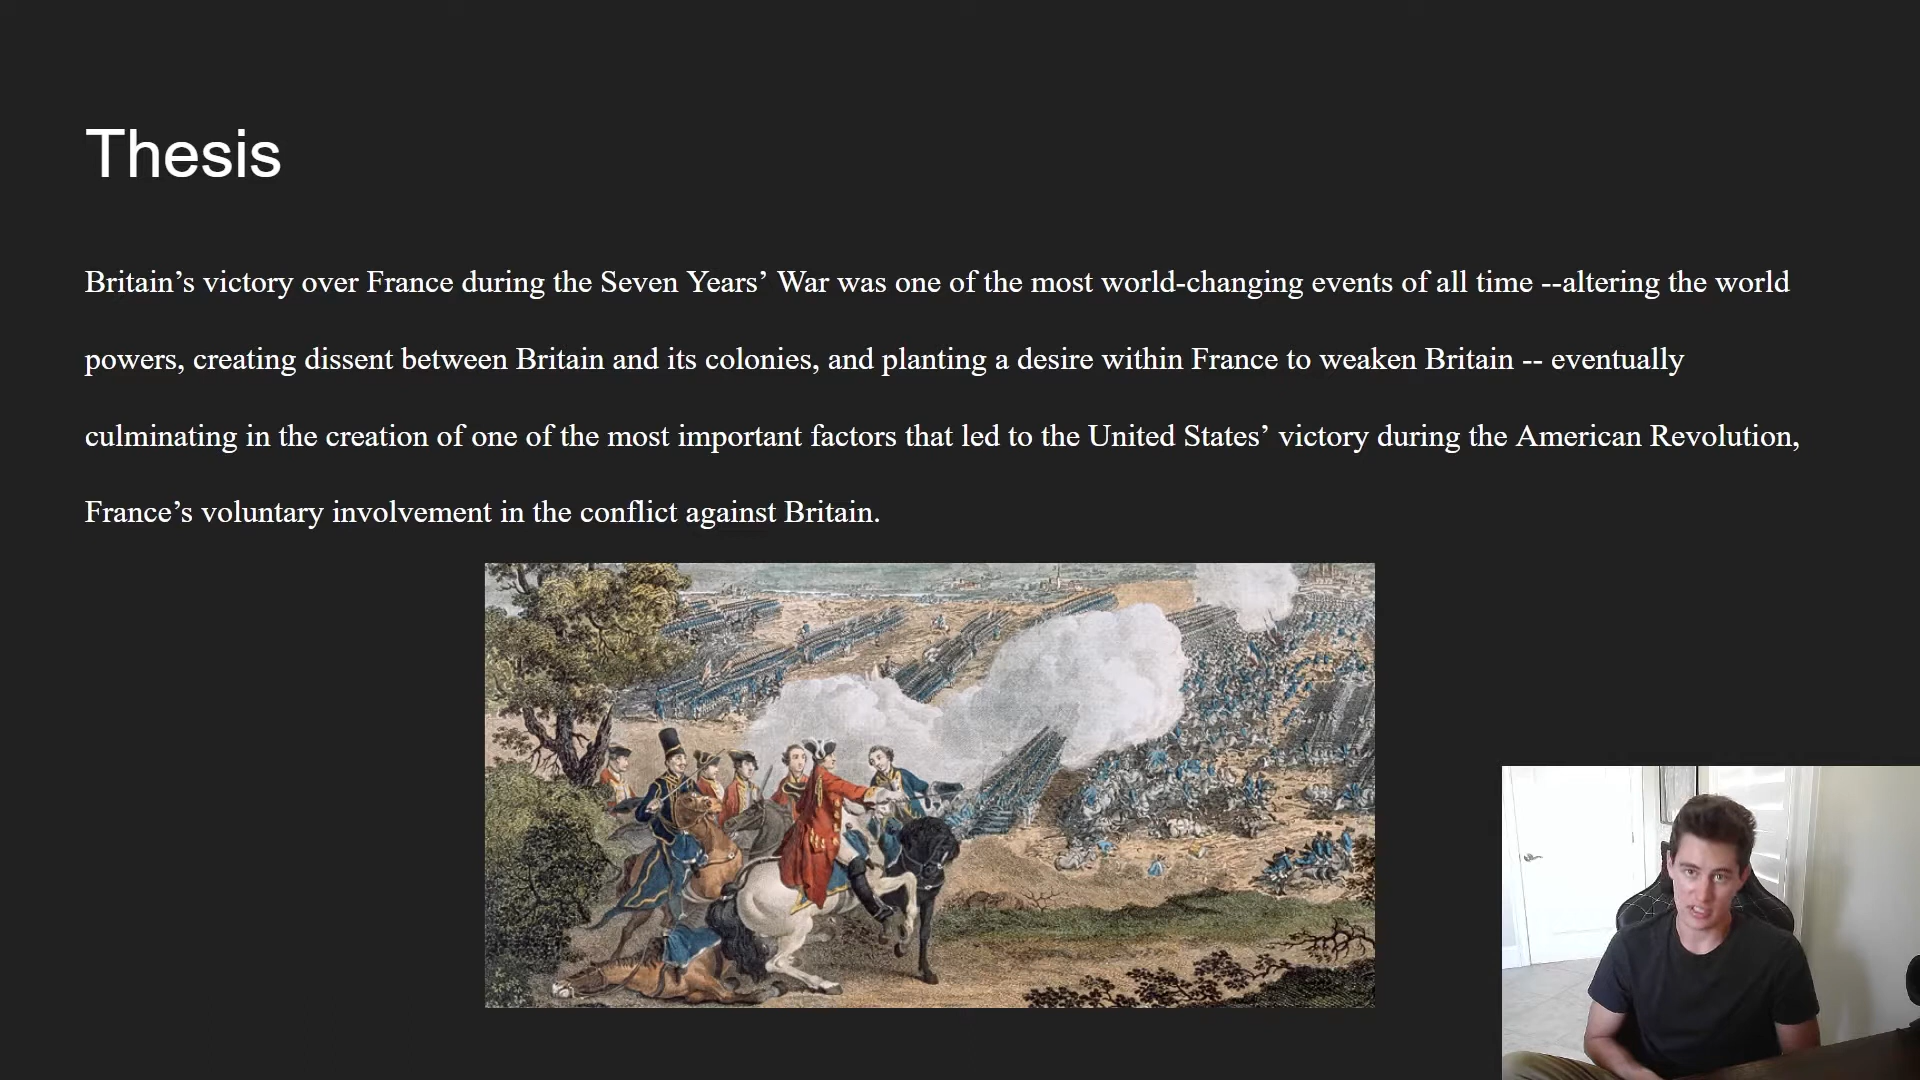 Thesis
Britain’s victory over France during the Seven Years’ War was one of the most world-changing events of all time --altering the world
powers, creating dissent between Britain and its colonies, and planting a desire within France to weaken Britain -- eventually
culminating in the creation of one of the most important factors that led to the United States’ victory during the American Revolution,
France’s voluntary involvement in the conflict against Britain.